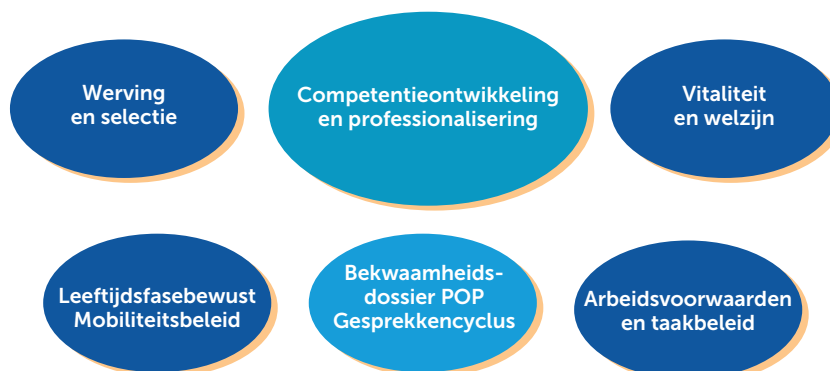 Werving
en selectie
Competentieontwikkeling
en professionalisering
Vitaliteit
en welzijn
Leeftijdsfasebewust
Mobiliteitsbeleid
Bekwaamheids-
dossier POP
Gesprekkencyclus
Arbeidsvoorwaarden
en taakbeleid